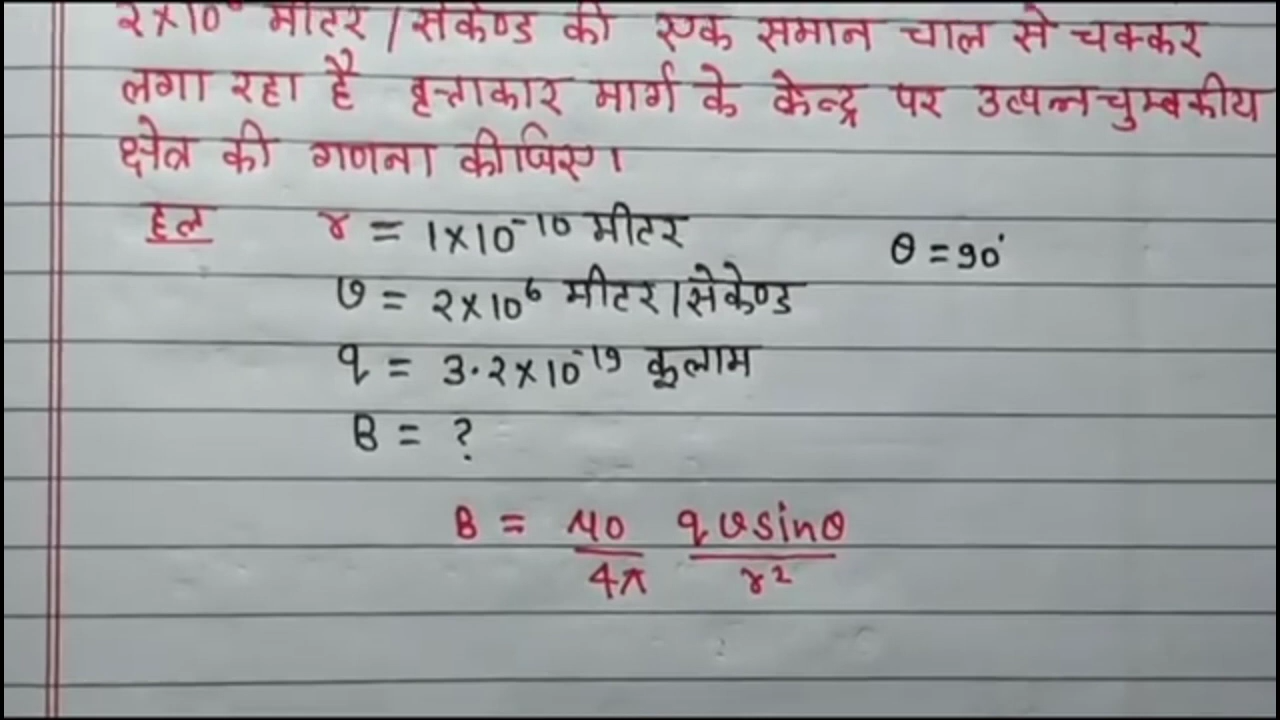 2×10⁶ मीटर/सेकेण्ड की एक समान चाल से चक्कर
लगा रहा है वृत्ताकार मार्ग के केन्द्र पर उत्पन्न चुम्बकीय
क्षेत्र की गणना कीजिए।
हल r = 1×10⁻¹⁰ मीटर θ = 90°
v = 2×10⁶ मीटर/सेकेण्ड
q = 3.2×10⁻¹⁹ कूलाम
B = ?
B = μ0/4π qvsinθ/r²